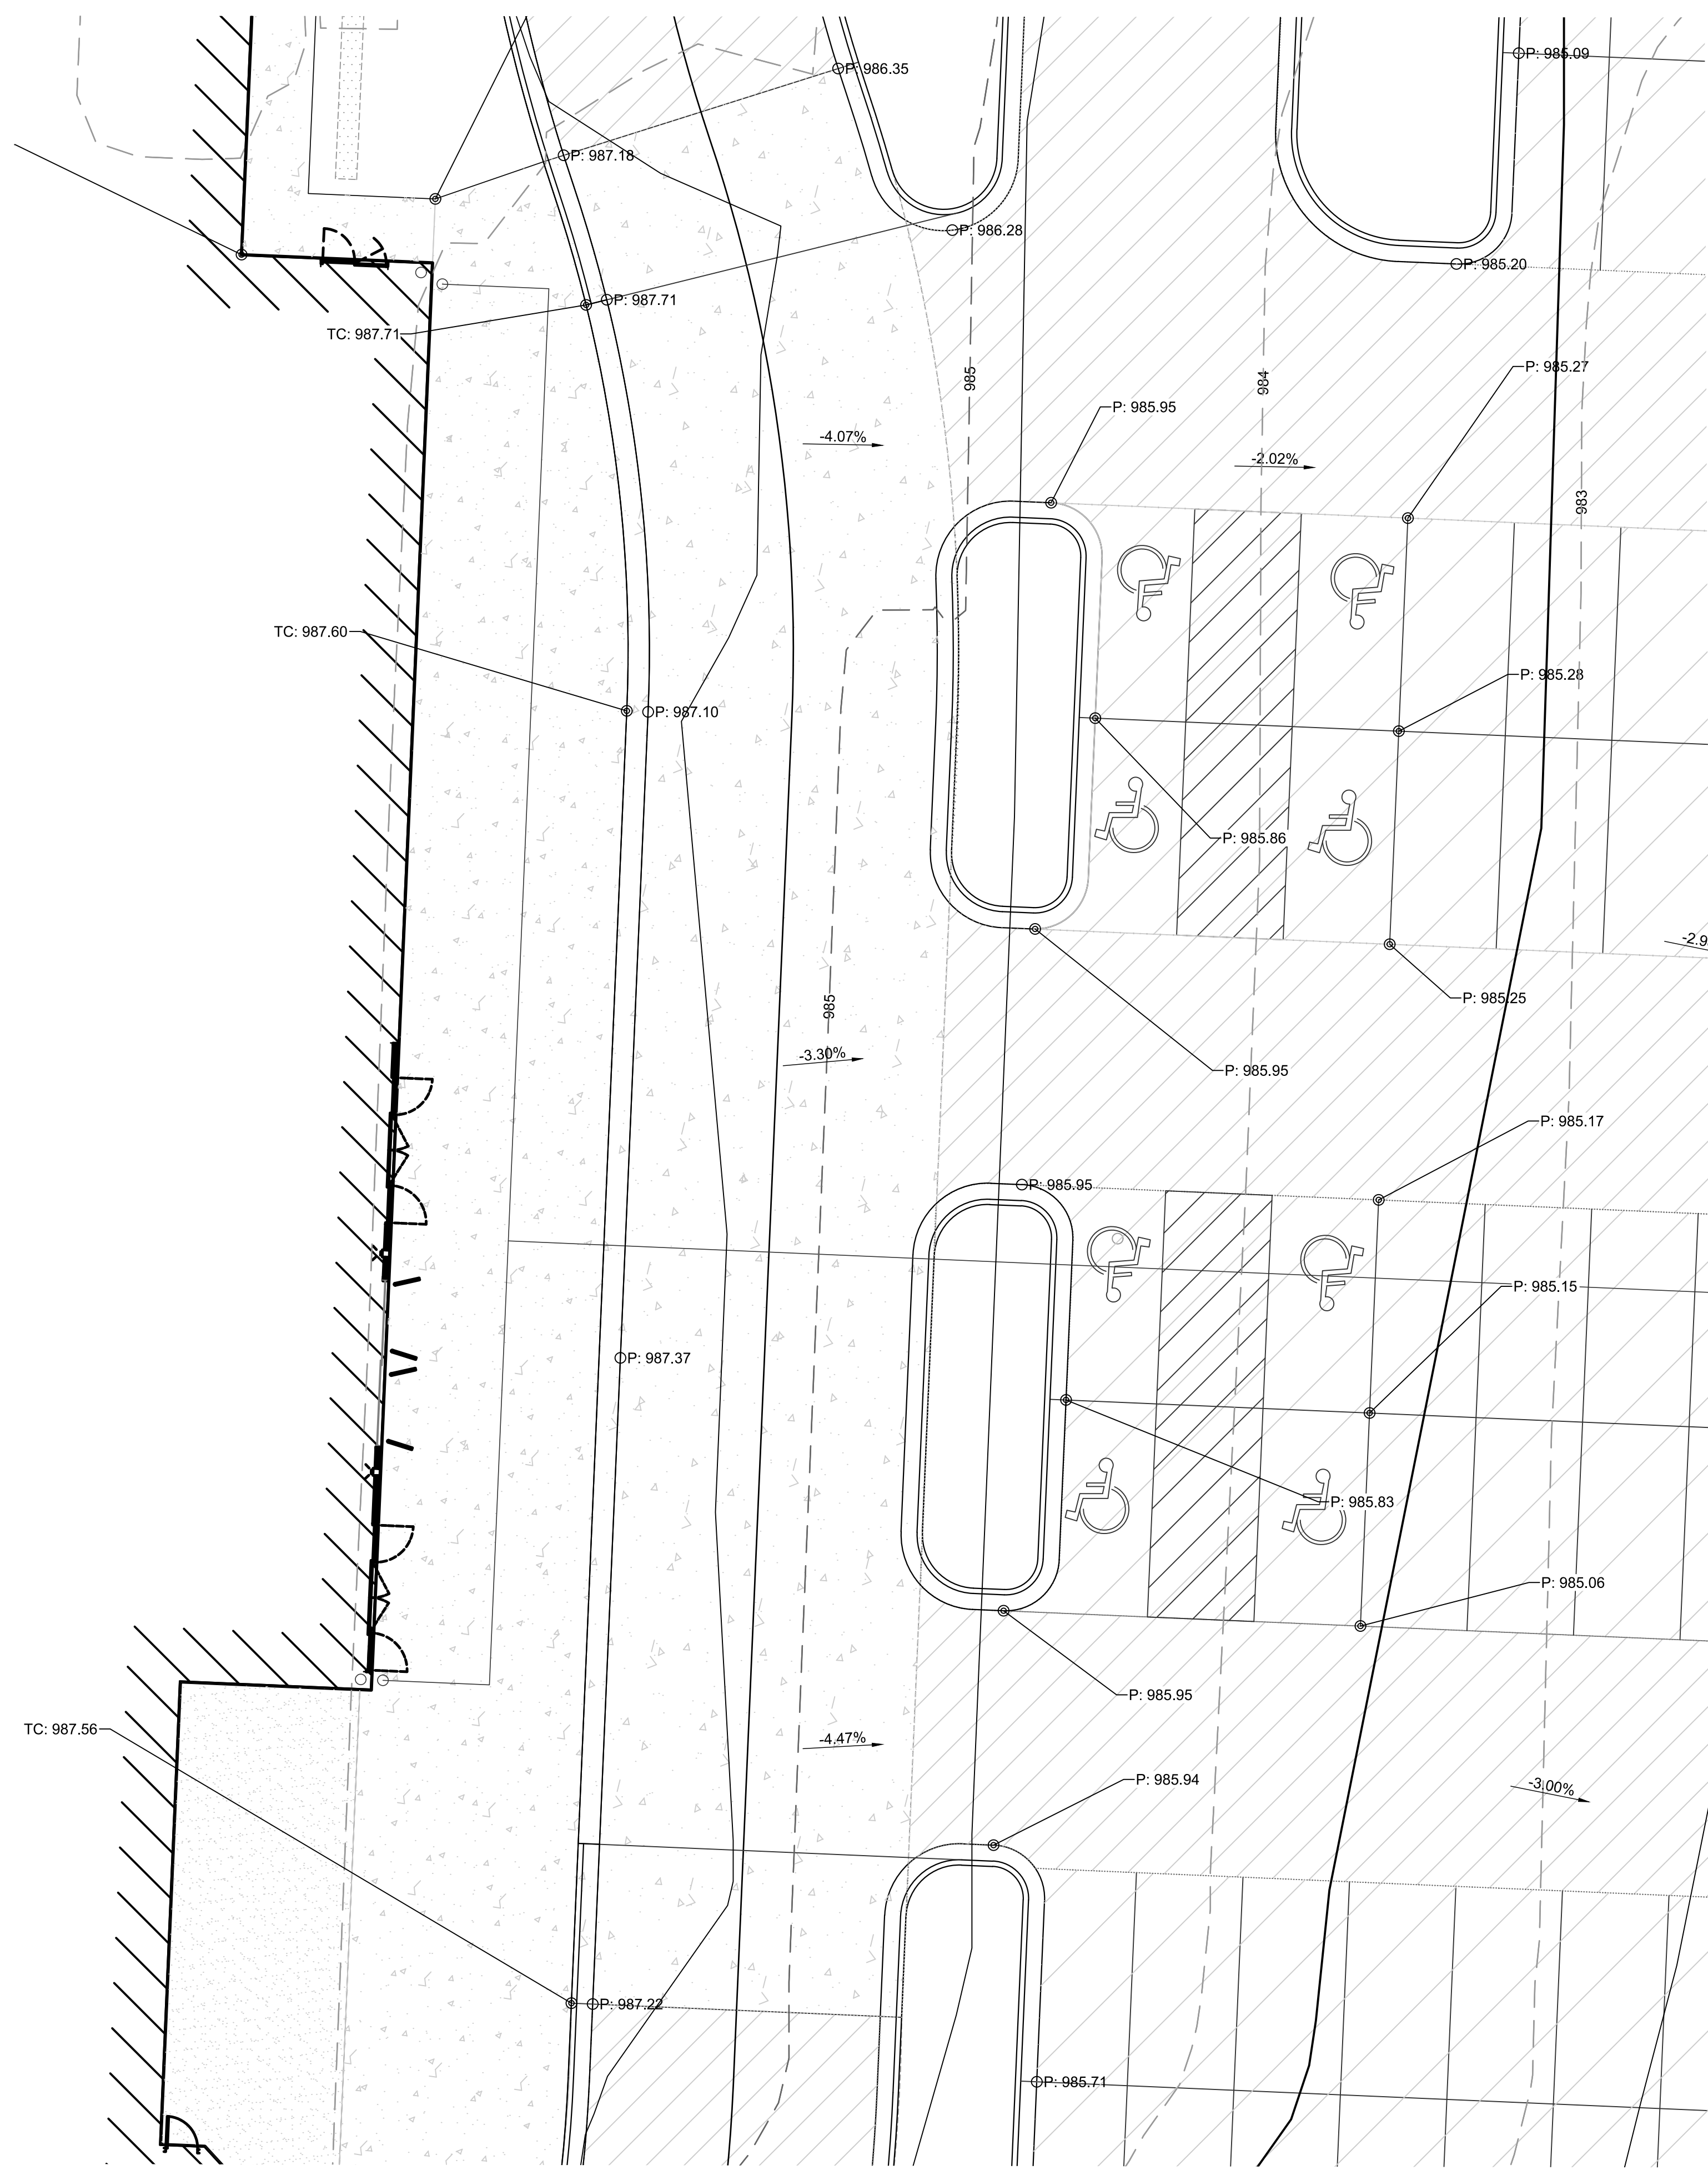 P: 985.09
P: 986.35
P: 987.18
P: 986.28
P: 985.20
P: 987.71
TC: 987.71
P: 985.27
985
984
P: 985.95
-4.07%
-2.02%
983
TC: 987.60
P: 985.28
P: 987.10
P: 985.86
-2.9
P: 985.25
985
-3.30%
P: 985.95
P: 985.17
P: 985.95
P: 985.15
P: 987.37
P: 985.83
P: 985.06
P: 985.95
TC: 987.56
-4.47%
P: 985.94
-3.00%
P: 987.22
P: 985.71